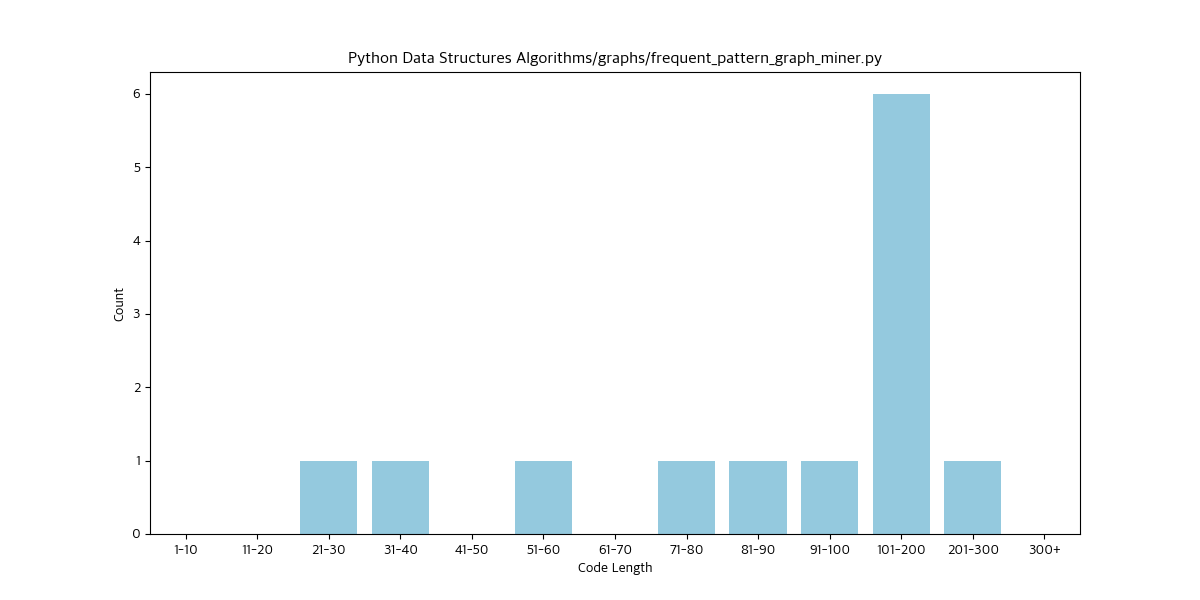 Python Data Structures Algorithms/graphs/frequent_pattern_graph_miner.py
6
5
4
3
2
1
0
Count
1-10 11-20 21-30 31-40 41-50 51-60 61-70 71-80 81-90 91-100 101-200 201-300 300+
Code Length